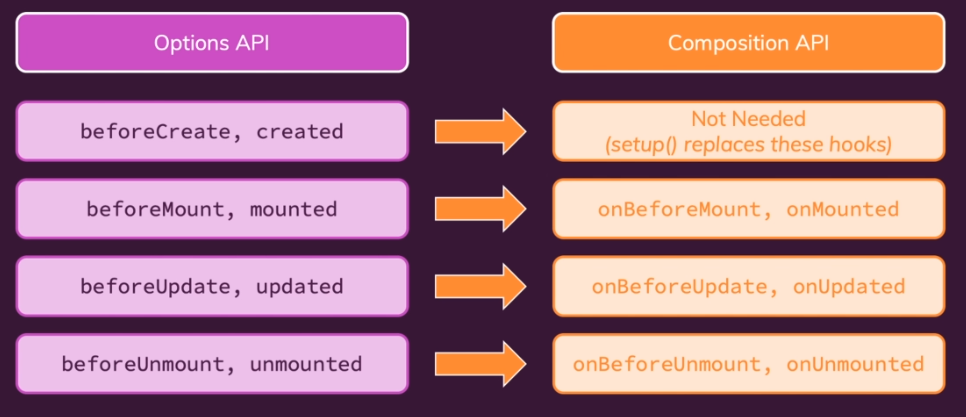 Options API
Composition API
beforeCreate, created
Not Needed
(setup() replaces these hooks)
beforeMount, mounted
onBeforeMount, onMounted
beforeUpdate, updated
onBeforeUpdate, onUpdated
beforeUnmount, unmounted
onBeforeUnmount, onUnmounted